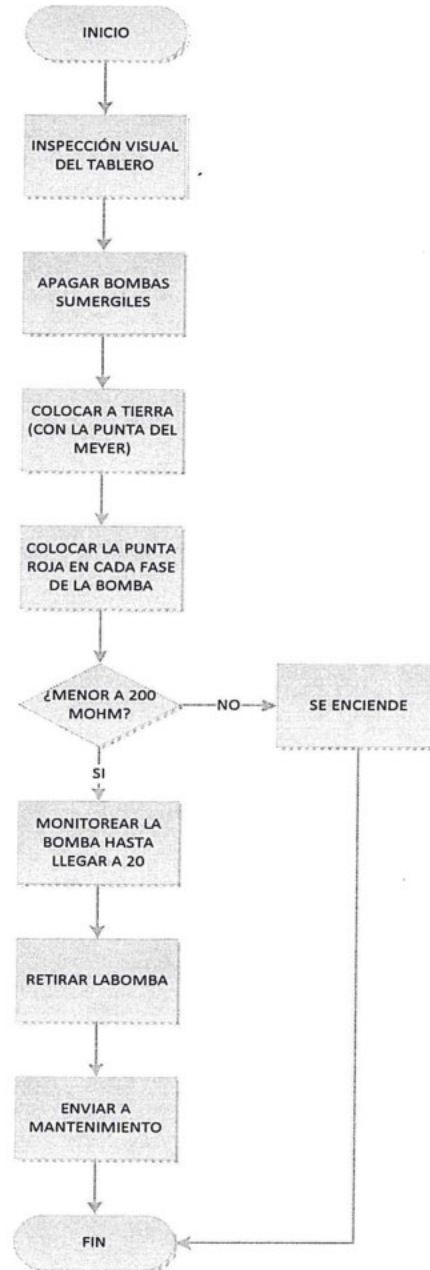 INICIO
INSPECCIÓN VISUAL
DEL TABLERO
APAGAR BOMBAS
SUMERGILES
COLOCAR A TIERRA
(CON LA PUNTA DEL
MEYER)
COLOCAR LA PUNTA
ROJA EN CADA FASE
DE LA BOMBA
¿MENOR A 200
MOHM?
NO
SE ENCIENDE
SI
MONITOREAR LA
BOMBA HASTA
LLEGAR A 20
RETIRAR LABOMBA
ENVIAR A
MANTENIMIENTO
FIN